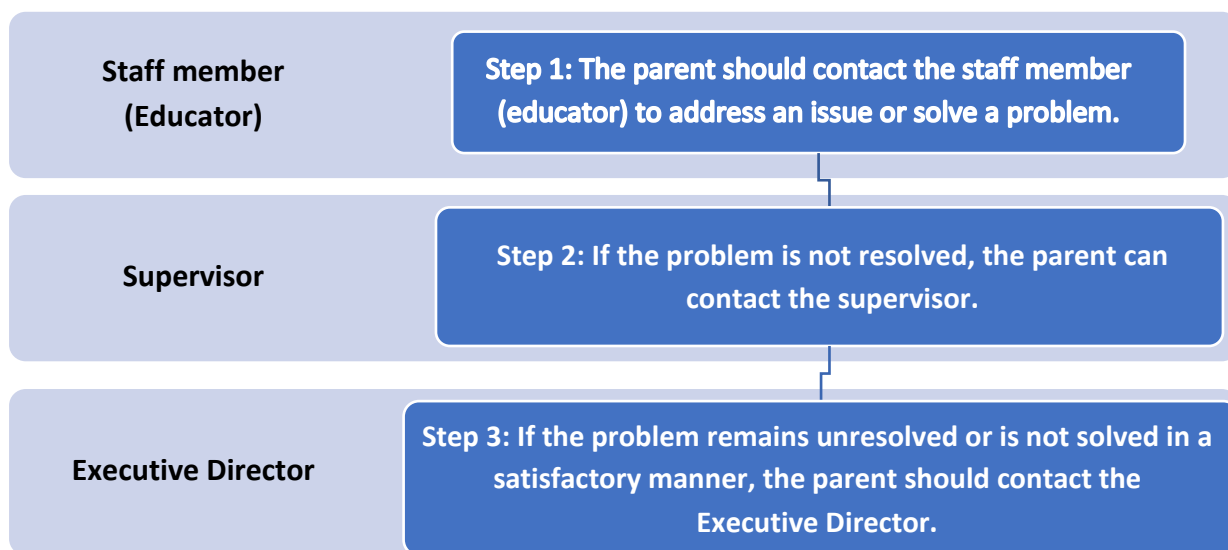 Staff member
(Educator)
Step 1: The parent should contact the staff member
(educator) to address an issue or solve a problem.
Supervisor
Step 2: If the problem is not resolved, the parent can
contact the supervisor.
Executive Director
Step 3: If the problem remains unresolved or is not solved in a
satisfactory manner, the parent should contact the
Executive Director.